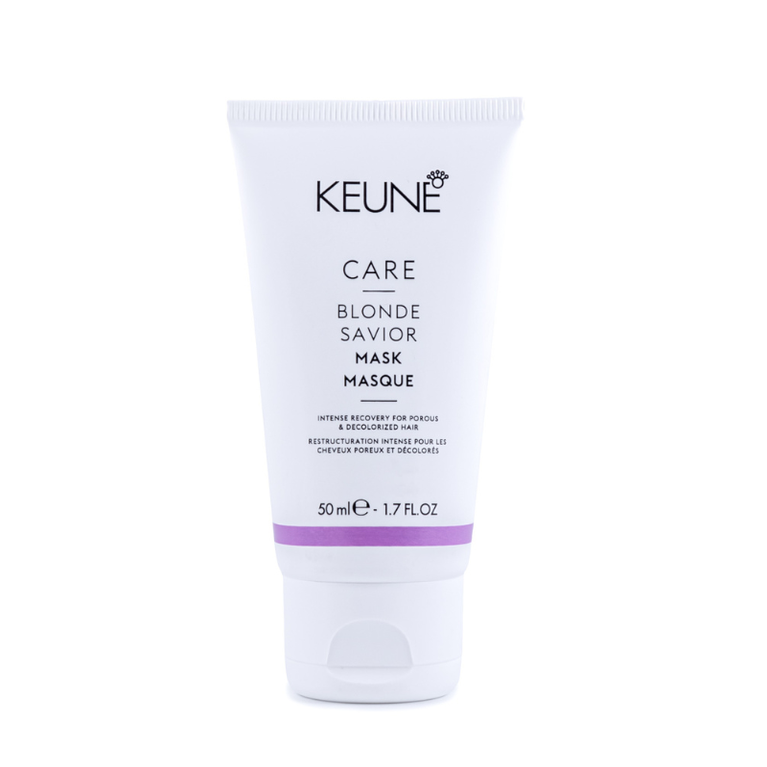 KEUNE
CARE
BLONDE
SAVIOR
MASK
MASQUE
INTENSE RECOVERY FOR POROUS
& DECOLORIZED HAIR
RESTRUCTURATION INTENSE POUR LES
CHEVEUX POREUX ET DÉCOLORÉS
50 ml℮ - 1.7 FL.OZ